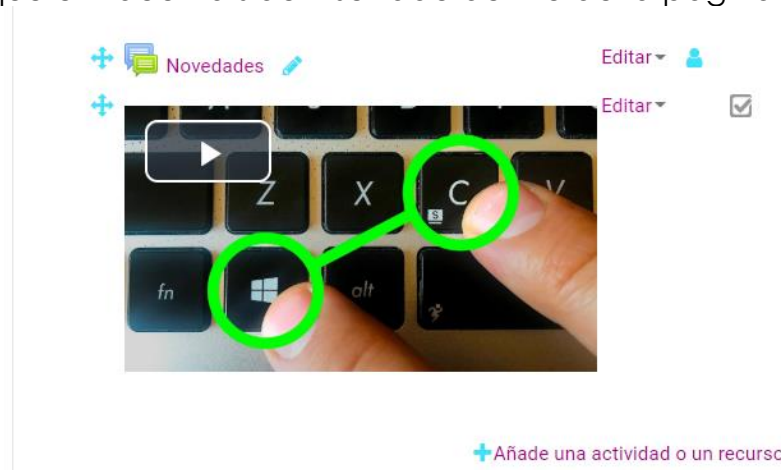 Novedades Editar
Editar
Z X C V
S
fn alt
Añade una actividad o un recurso